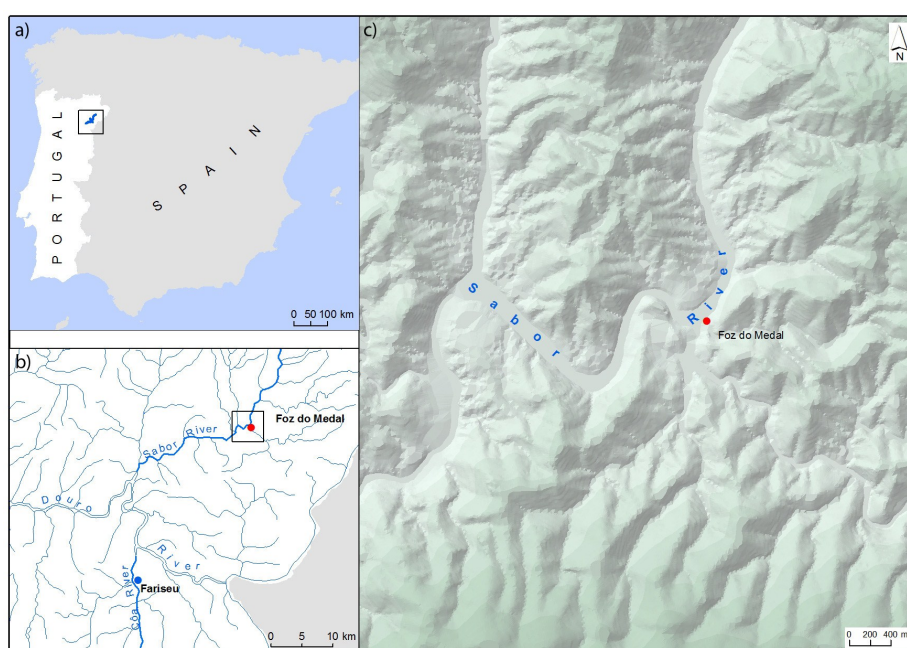 a)
PORTUGAL
SPAIN
0 50 100 km
b)
Foz do Medal
Sabor River
Douro
River
Fariseu
Côa River
0 5 10 km
c)
N
Sabor
River
Foz do Medal
0 200 400 m